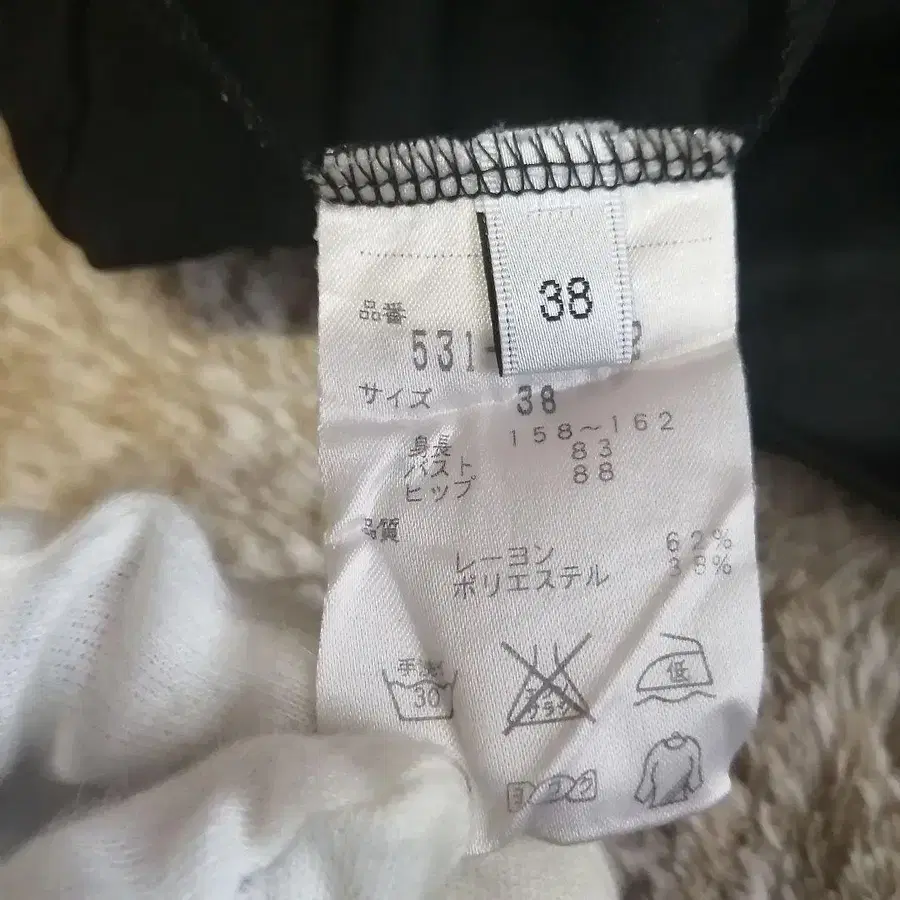 38
品番
531
サイズ 38
身長 158～162
バスト 83
ヒップ 88
品質
レーヨン 62%
ポリエステル 38%
手洗イ
30
低